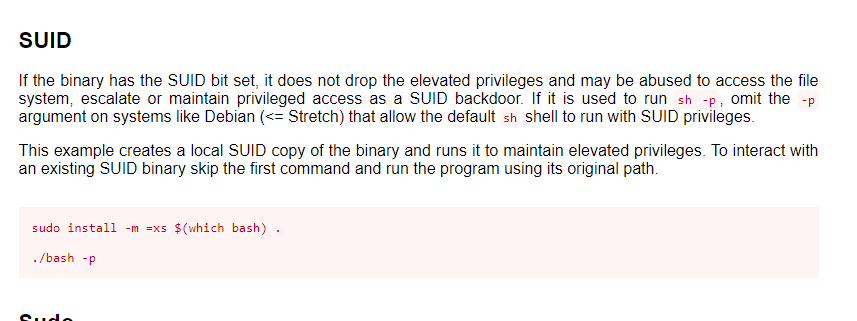 SUID
If the binary has the SUID bit set, it does not drop the elevated privileges and may be abused to access the file
system, escalate or maintain privileged access as a SUID backdoor. If it is used to run sh -p, omit the -p
argument on systems like Debian (<= Stretch) that allow the default sh shell to run with SUID privileges.
This example creates a local SUID copy of the binary and runs it to maintain elevated privileges. To interact with
an existing SUID binary skip the first command and run the program using its original path.
sudo install -m =xs $(which bash) .
./bash -p
Sudo